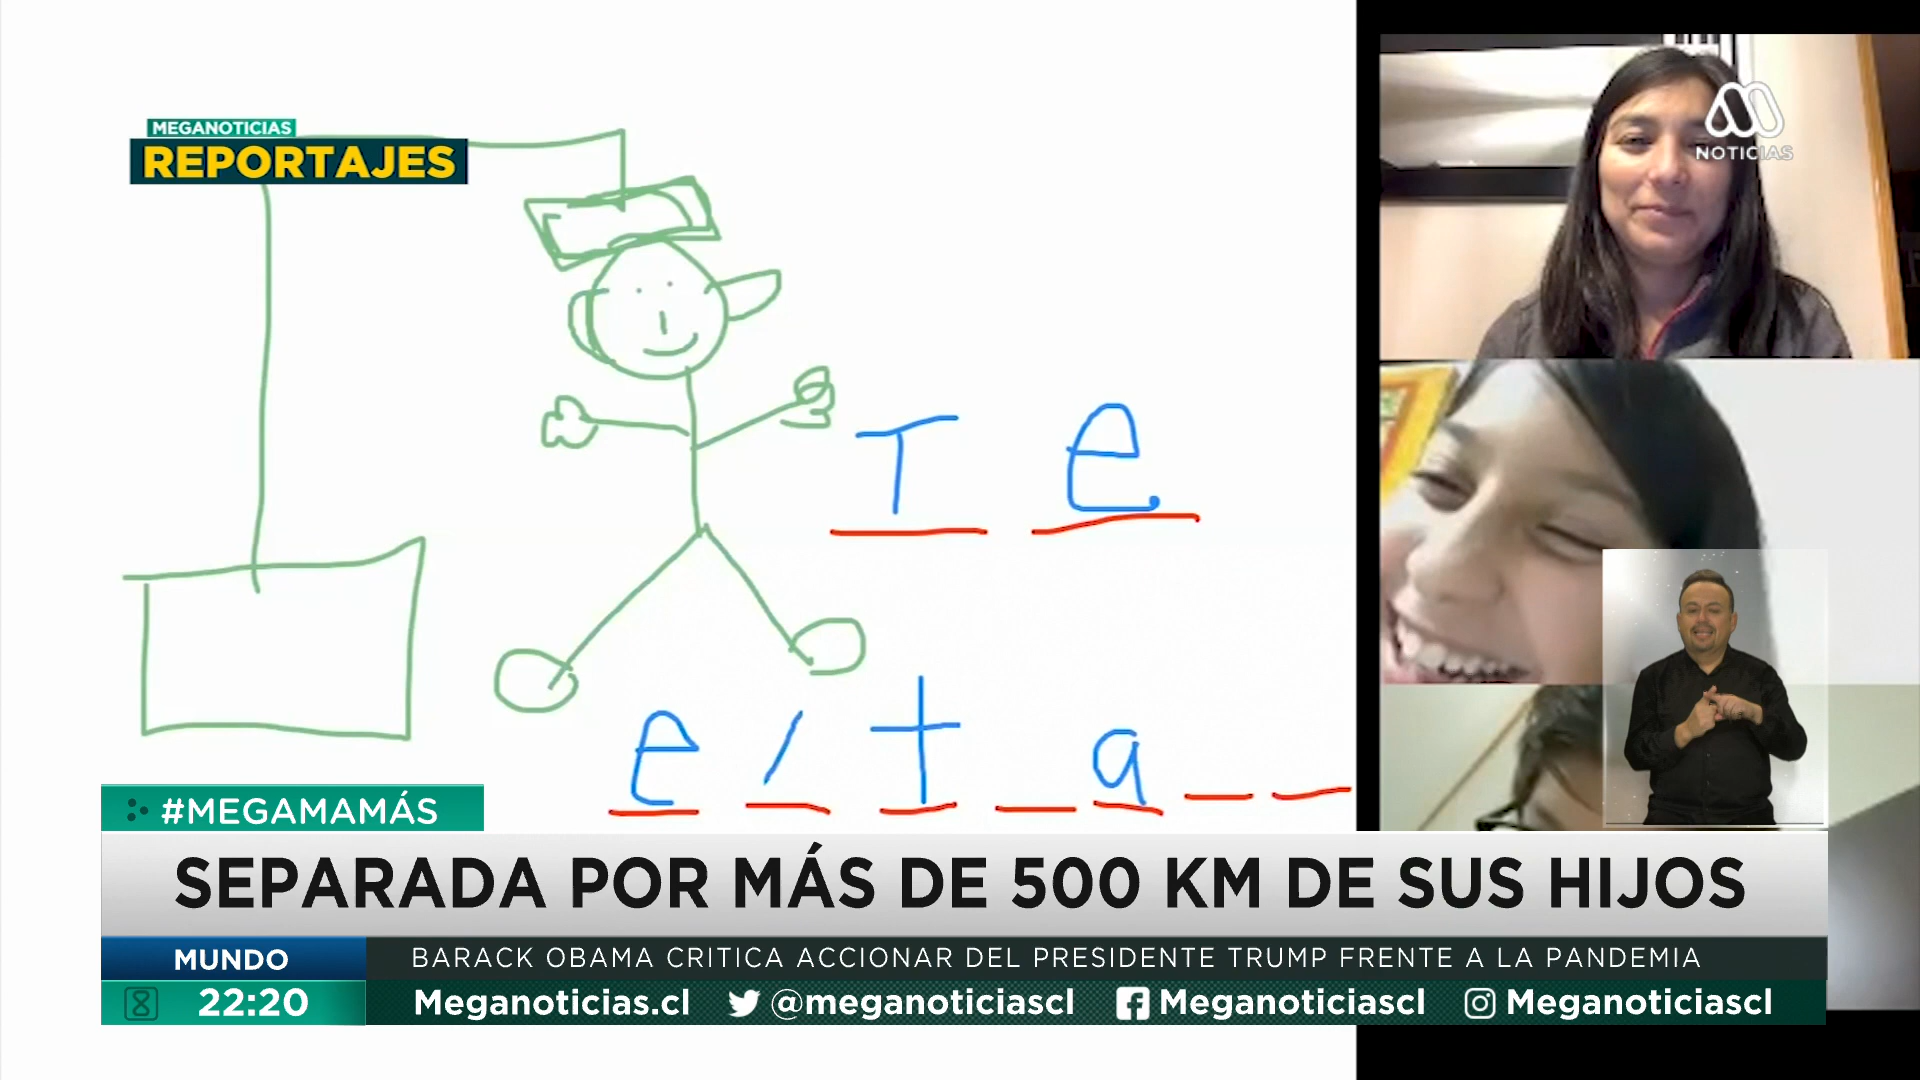 MEGANOTICIAS
REPORTAJES
NOTICIAS
T e
e / t _ a _ _
#MEGAMAMÁS
SEPARADA POR MÁS DE 500 KM DE SUS HIJOS
MUNDO BARACK OBAMA CRITICA ACCIONAR DEL PRESIDENTE TRUMP FRENTE A LA PANDEMIA
22:20 Meganoticias.cl @meganoticiascl Meganoticiascl Meganoticiascl